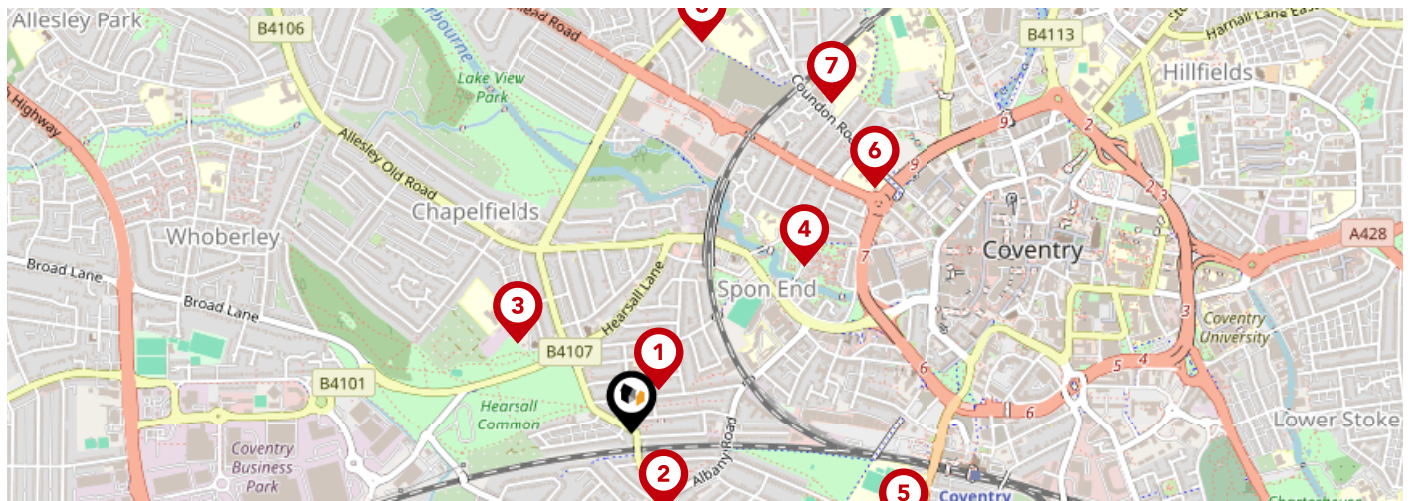 Allesley Park
B4106
Lake View
Park
Allesley Old Road
Chapelfields
Whoberley
Broad Lane
Broad Lane
3
Hearsall Lane
B4107
1
B4101
Hearsall
Common
Coventry
Business
Park
2
Albany Road
7
Coundon
6
4
Spon End
5
Coventry
B4113
Harnall Lane East
Hillfields
9
9
2
2
3
7
Coventry
A428
3
Coventry
University
4
5
6
6
Lower Stoke